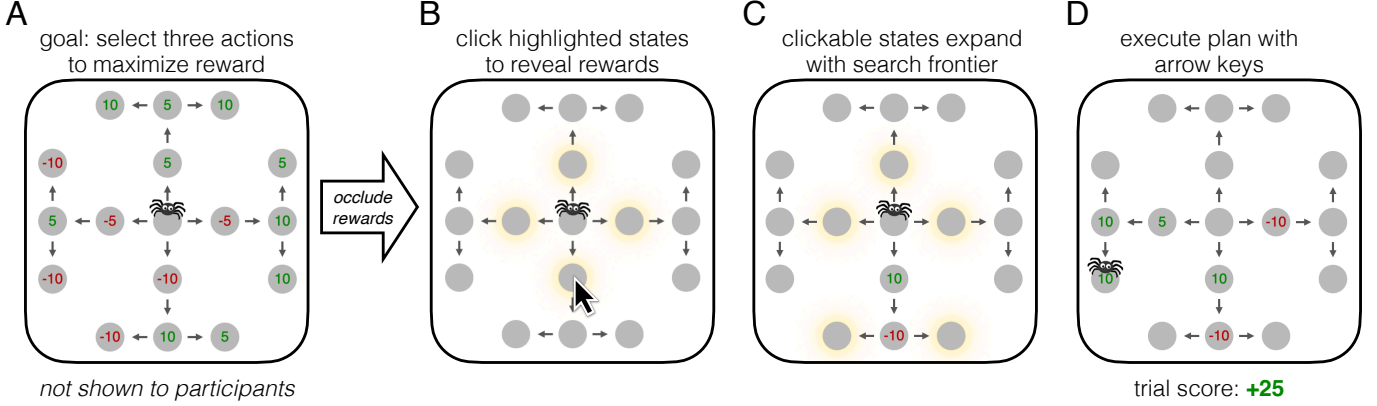 A
goal: select three actions
to maximize reward
10 5 10
-10 5 5
5 -5 -5 10
-10 -10 10
-10 10 5
not shown to participants
occlude
rewards
B
click highlighted states
to reveal rewards
C
clickable states expand
with search frontier
10
-10
D
execute plan with
arrow keys
10 5 -10
10 10
-10
trial score: +25